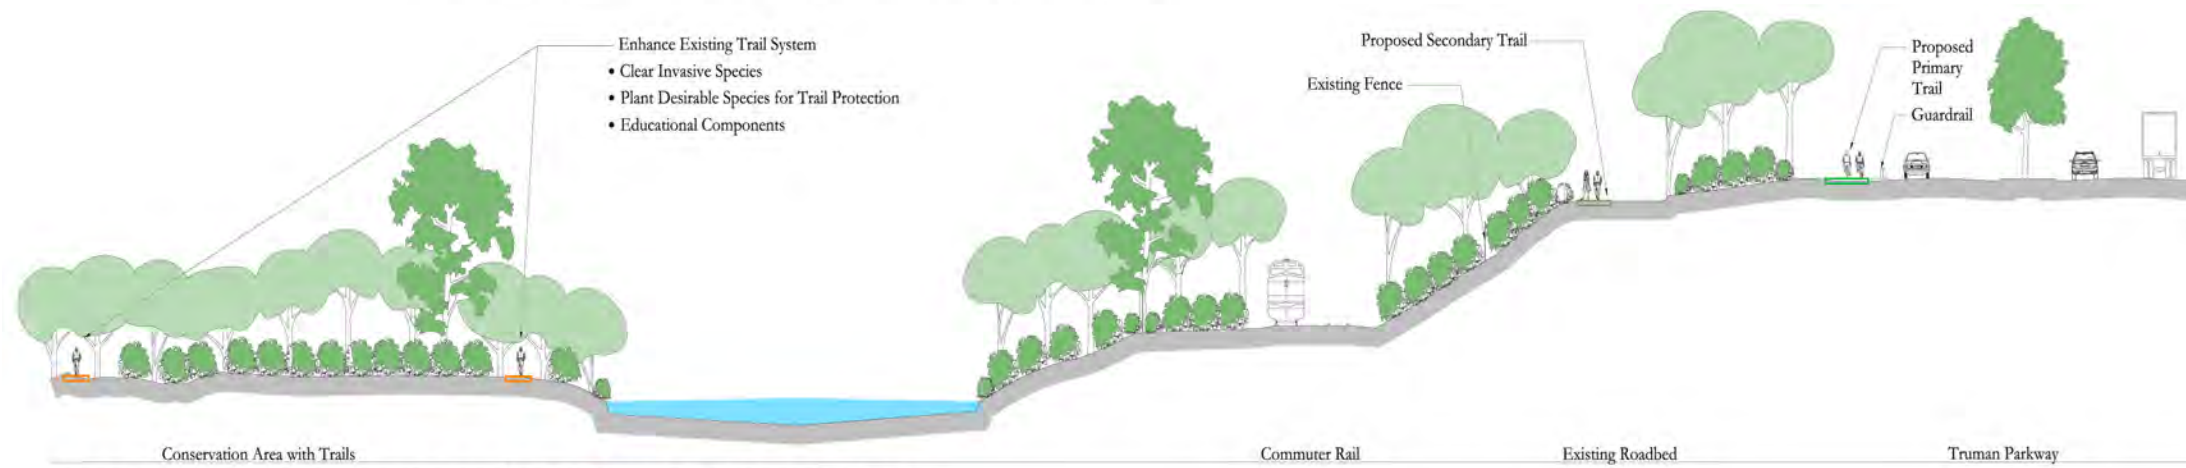 Enhance Existing Trail System
• Clear Invasive Species
• Plant Desirable Species for Trail Protection
• Educational Components
Proposed Secondary Trail
Existing Fence
Proposed
Primary
Trail
Guardrail
Conservation Area with Trails
Commuter Rail
Existing Roadbed
Truman Parkway